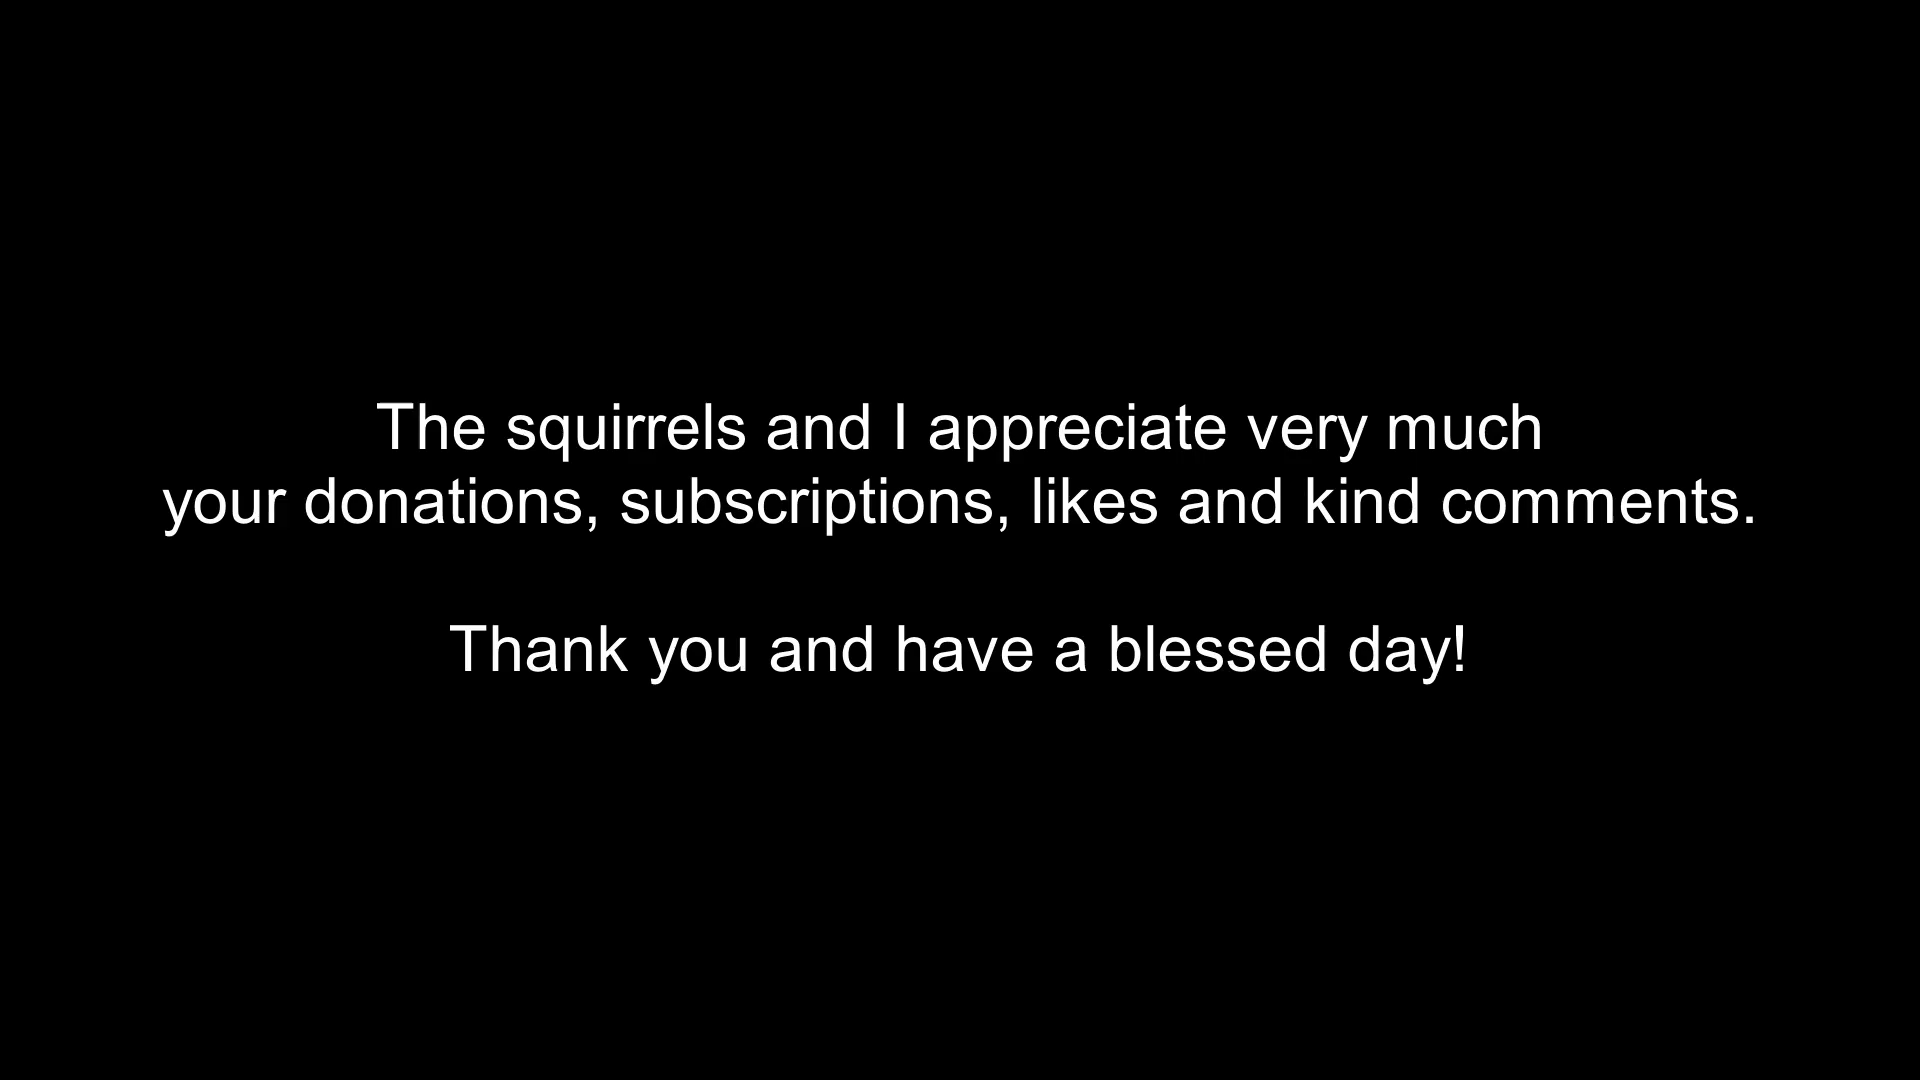 The squirrels and I appreciate very much
your donations, subscriptions, likes and kind comments.
Thank you and have a blessed day!